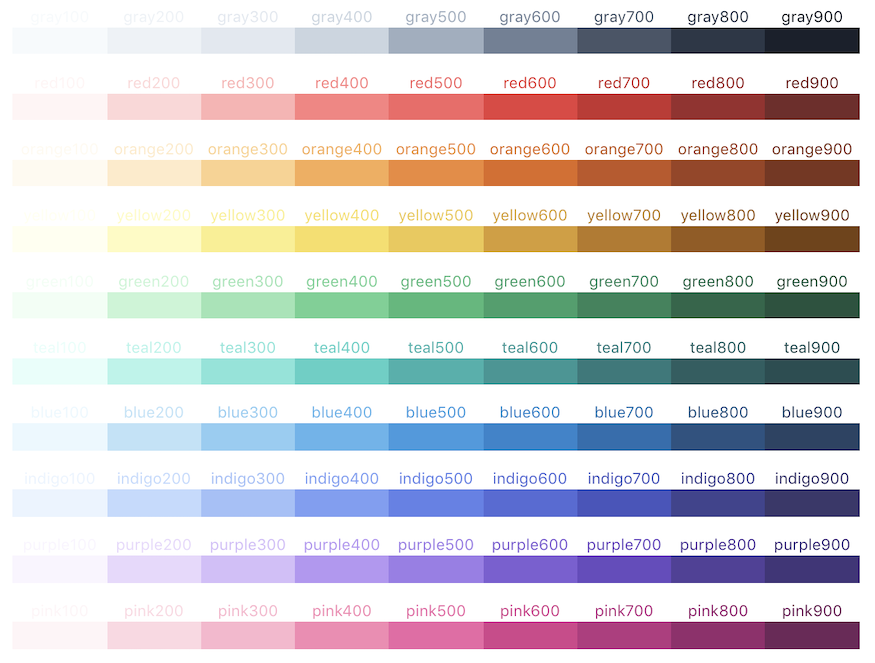 gray100 gray200 gray300 gray400 gray500 gray600 gray700 gray800 gray900
red100 red200 red300 red400 red500 red600 red700 red800 red900
orange100 orange200 orange300 orange400 orange500 orange600 orange700 orange800 orange900
yellow200 yellow300 yellow400 yellow500 yellow600 yellow700 yellow800 yellow900
green100 green200 green300 green400 green500 green600 green700 green800 green900
teal100 teal200 teal300 teal400 teal500 teal600 teal700 teal800 teal900
blue100 blue200 blue300 blue400 blue500 blue600 blue700 blue800 blue900
indigo100 indigo200 indigo300 indigo400 indigo500 indigo600 indigo700 indigo800 indigo900
purple100 purple200 purple300 purple400 purple500 purple600 purple700 purple800 purple900
pink100 pink200 pink300 pink400 pink500 pink600 pink700 pink800 pink900